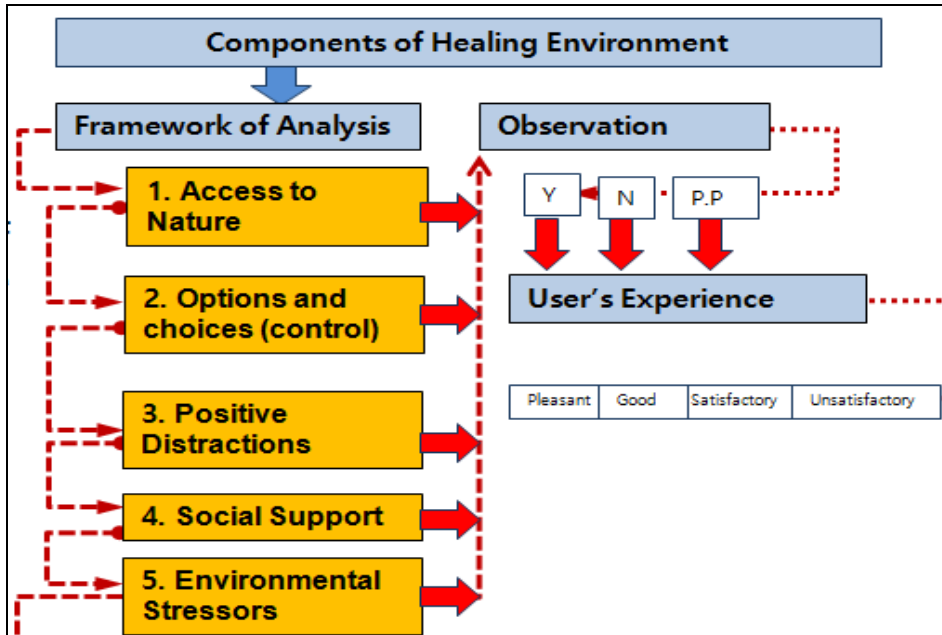 Components of Healing Environment
Framework of Analysis
Observation
1. Access to
Nature
2. Options and
choices (control)
3. Positive
Distractions
4. Social Support
5. Environmental
Stressors
Y
N
P.P
User's Experience
Pleasant
Good
Satisfactory
Unsatisfactory